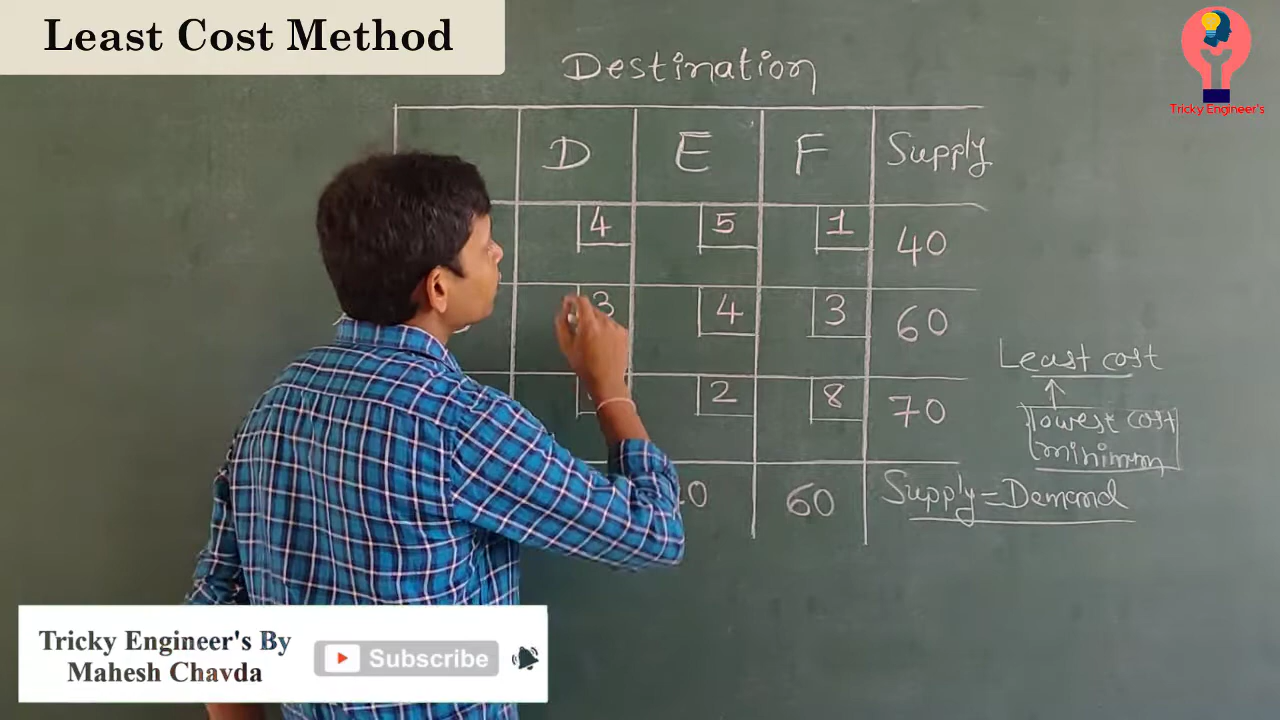 Least Cost Method
Tricky Engineer's
Destination
D E F Supply
4 5 1 40
3 4 3 60
2 8 70
60
Least cost
lowest cost
minimum
Supply = Demand
Tricky Engineer's By
Mahesh Chavda
Subscribe